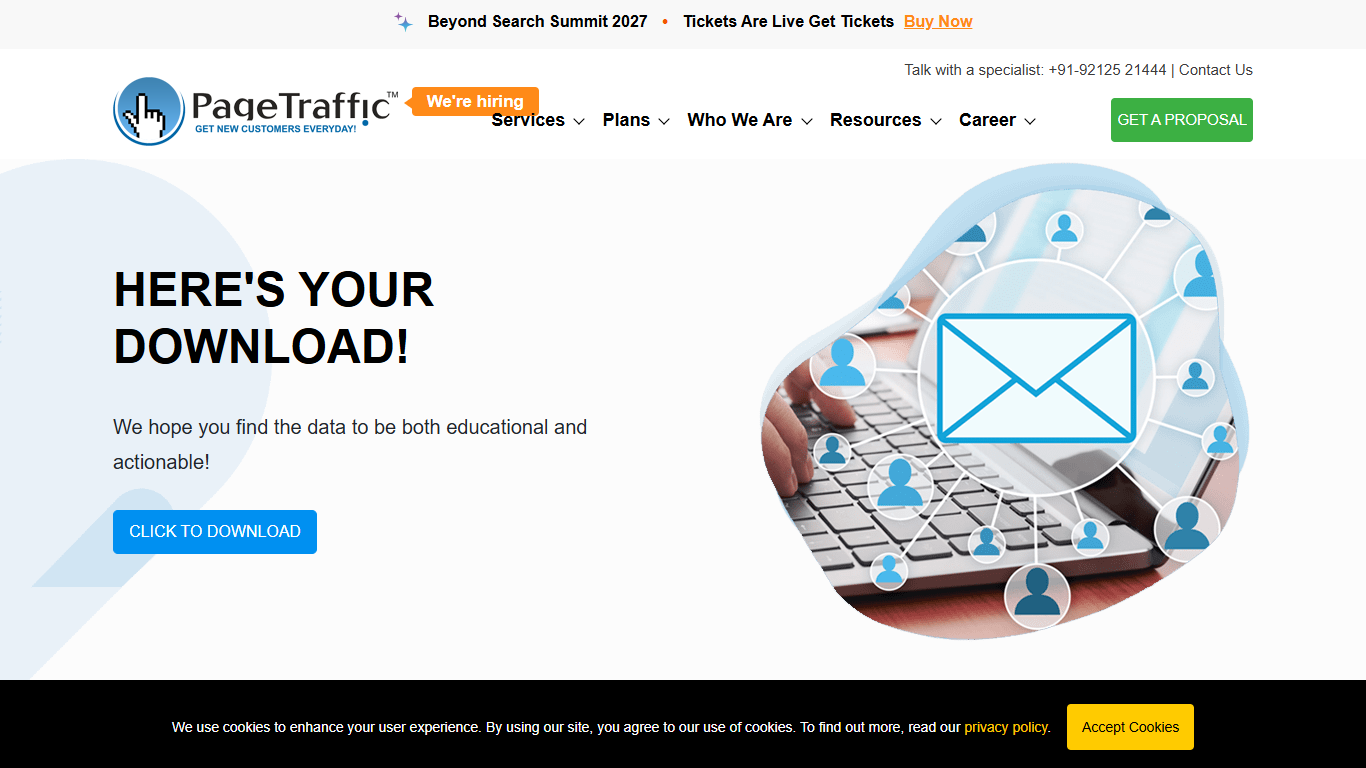 Beyond Search Summit 2027 • Tickets Are Live Get Tickets Buy Now
Talk with a specialist: +91-92125 21444 | Contact Us
PageTraffic™
GET NEW CUSTOMERS EVERYDAY!
We're hiring
Services Plans Who We Are Resources Career
GET A PROPOSAL
HERE'S YOUR
DOWNLOAD!
We hope you find the data to be both educational and
actionable!
CLICK TO DOWNLOAD
We use cookies to enhance your user experience. By using our site, you agree to our use of cookies. To find out more, read our privacy policy.
Accept Cookies